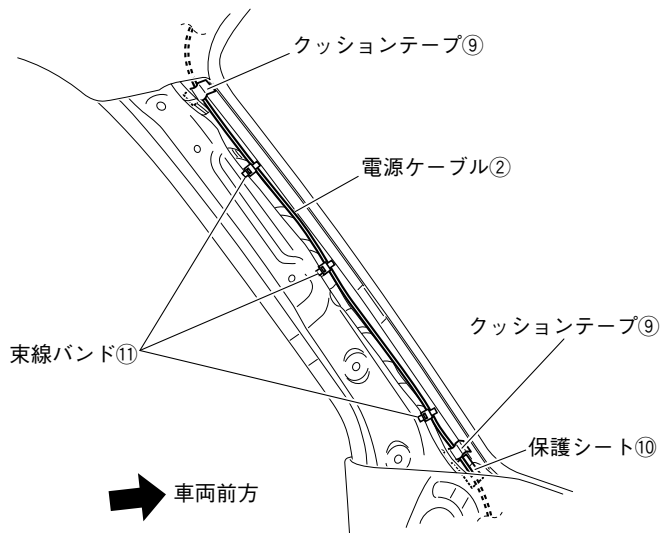 クッションテープ⑨
電源ケーブル②
クッションテープ⑨
束線バンド⑪
保護シート⑩
車両前方